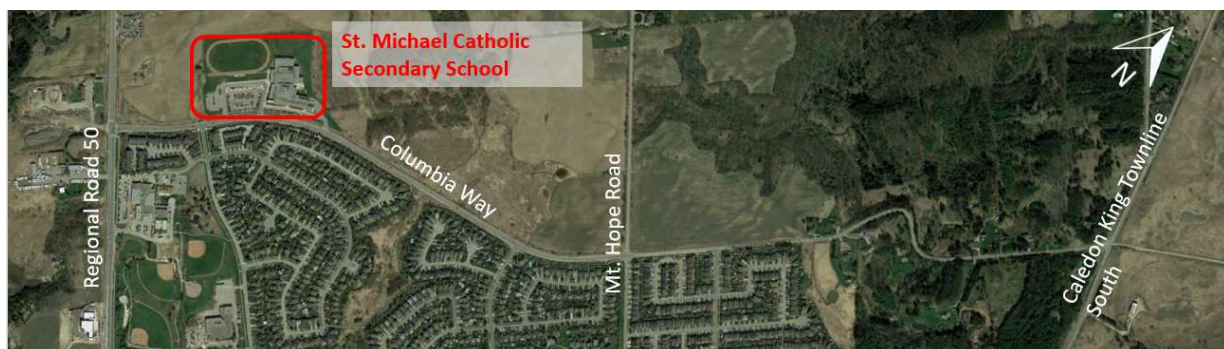 St. Michael Catholic
Secondary School
Regional Road 50
Columbia Way
Mt. Hope Road
Caledon King Townline
South
N